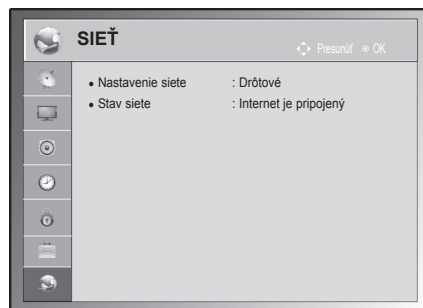 SIEŤ
Presunúť OK
• Nastavenie siete : Drôtové
• Stav siete : Internet je pripojený